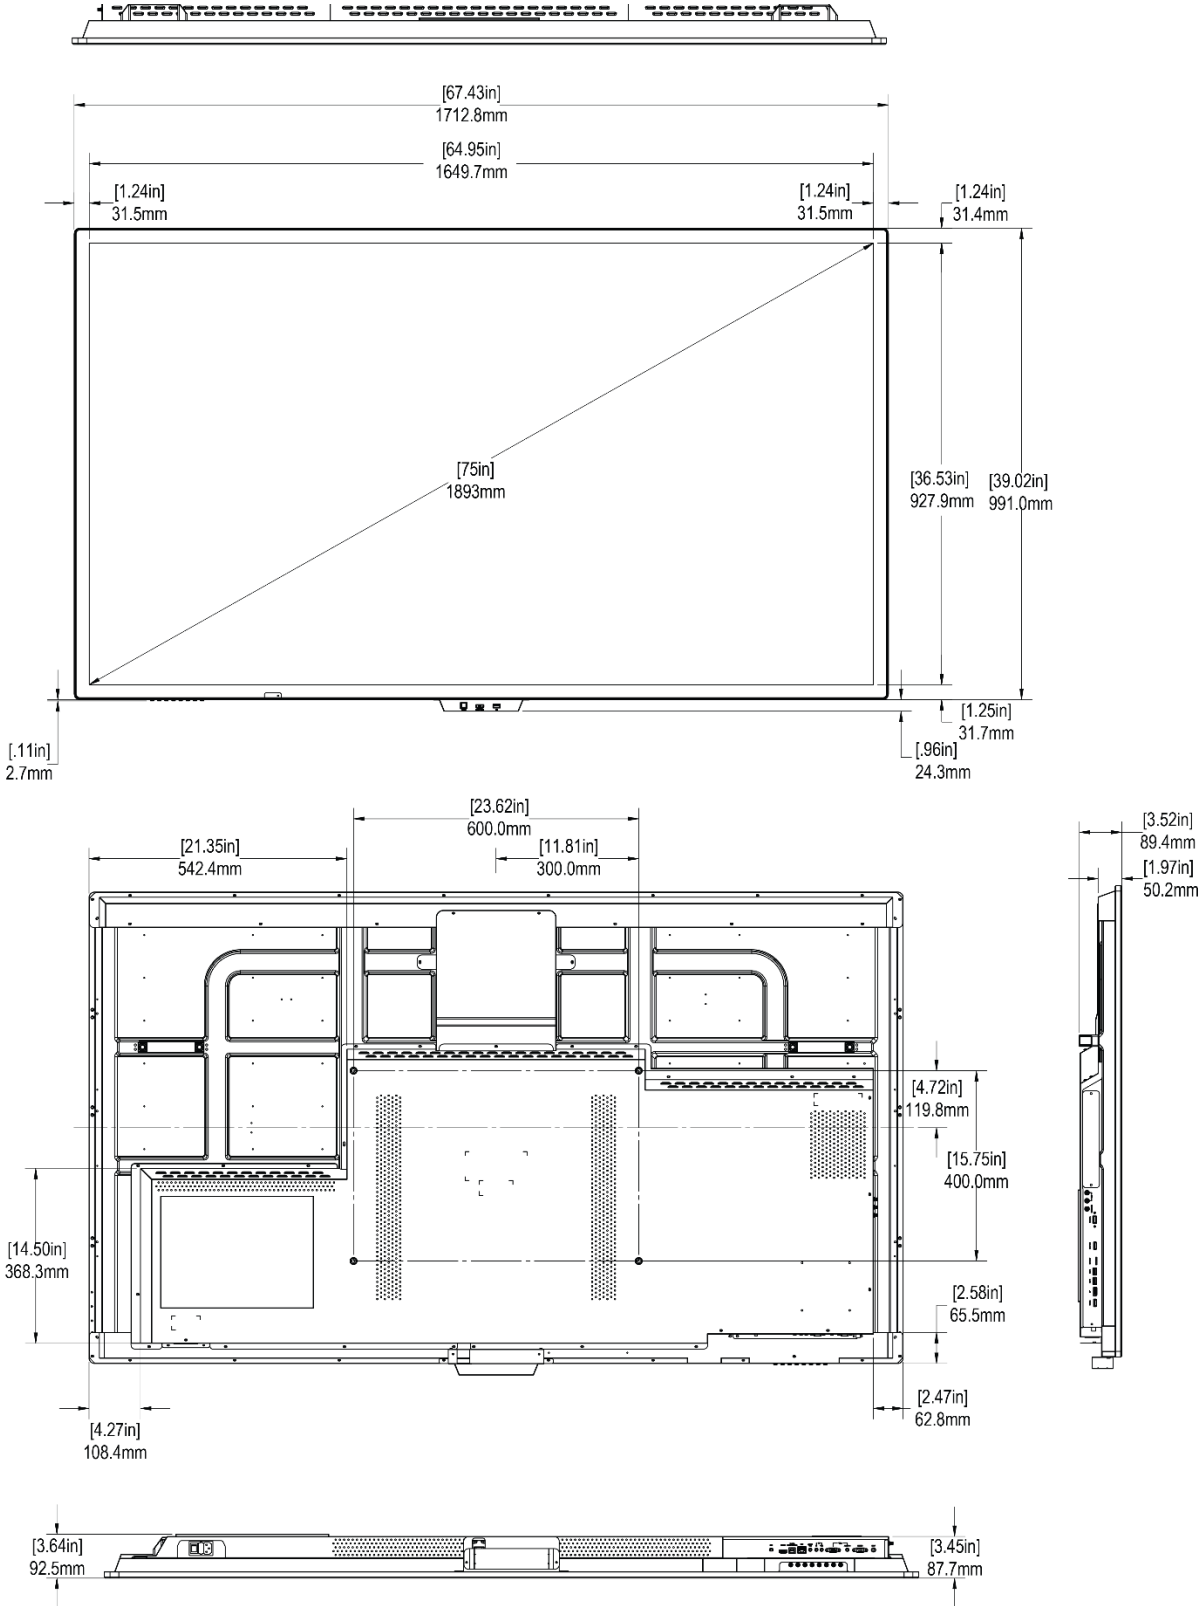 [67.43in]
1712.8mm
[64.95in]
1649.7mm
[1.24in]
31.5mm
[1.24in]
31.5mm
[1.24in]
31.4mm
[75in]
1893mm
[36.53in]
927.9mm
[39.02in]
991.0mm
[.11in]
2.7mm
[1.25in]
31.7mm
[.96in]
24.3mm
[23.62in]
600.0mm
[21.35in]
542.4mm
[11.81in]
300.0mm
[3.52in]
89.4mm
[1.97in]
50.2mm
[4.72in]
119.8mm
[15.75in]
400.0mm
[14.50in]
368.3mm
[2.58in]
65.5mm
[2.47in]
62.8mm
[4.27in]
108.4mm
[3.64in]
92.5mm
[3.45in]
87.7mm